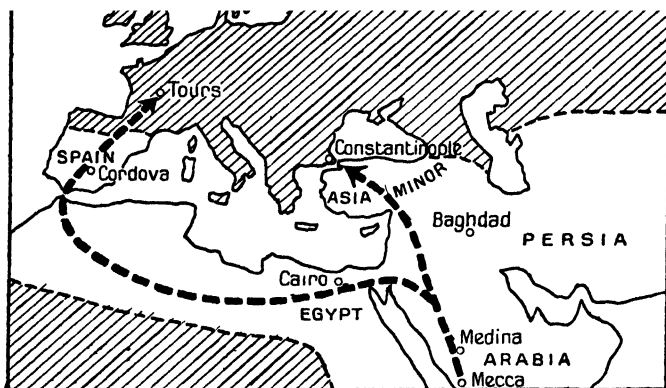 Tours
Constantinople
SPAIN
Cordova
ASIA MINOR
Baghdad
PERSIA
Cairo
EGYPT
Medina
ARABIA
Mecca